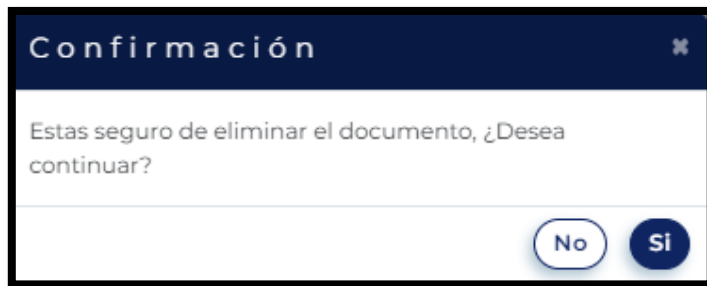 Confirmación
Estas seguro de eliminar el documento, ¿Desea
continuar?
No
Si